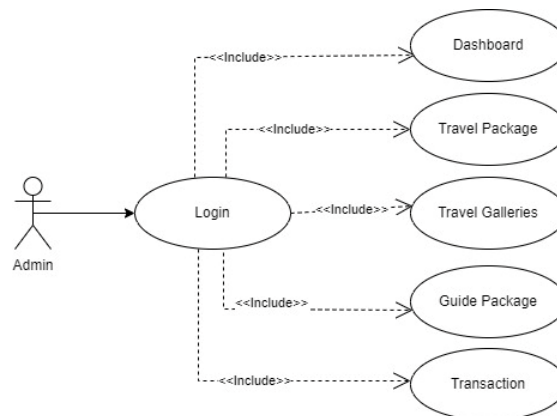 <<Include>>
Dashboard
<<Include>>
Travel Package
Login
<<Include>>
Travel Galleries
Admin
<<Include>>
Guide Package
<<Include>>
Transaction